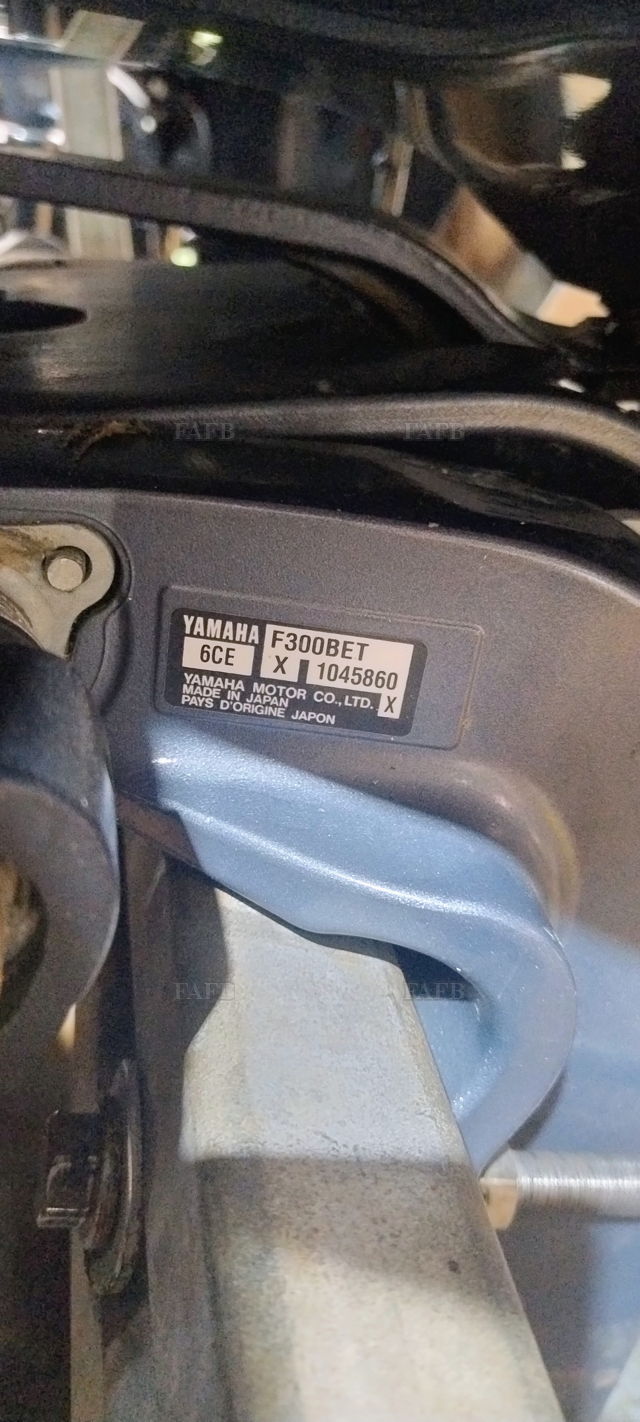 FAFB FAFB
YAMAHA F300BET
6CE X 1045860
YAMAHA MOTOR CO., LTD. X
MADE IN JAPAN
PAYS D'ORIGINE JAPON
FAFB FAFB